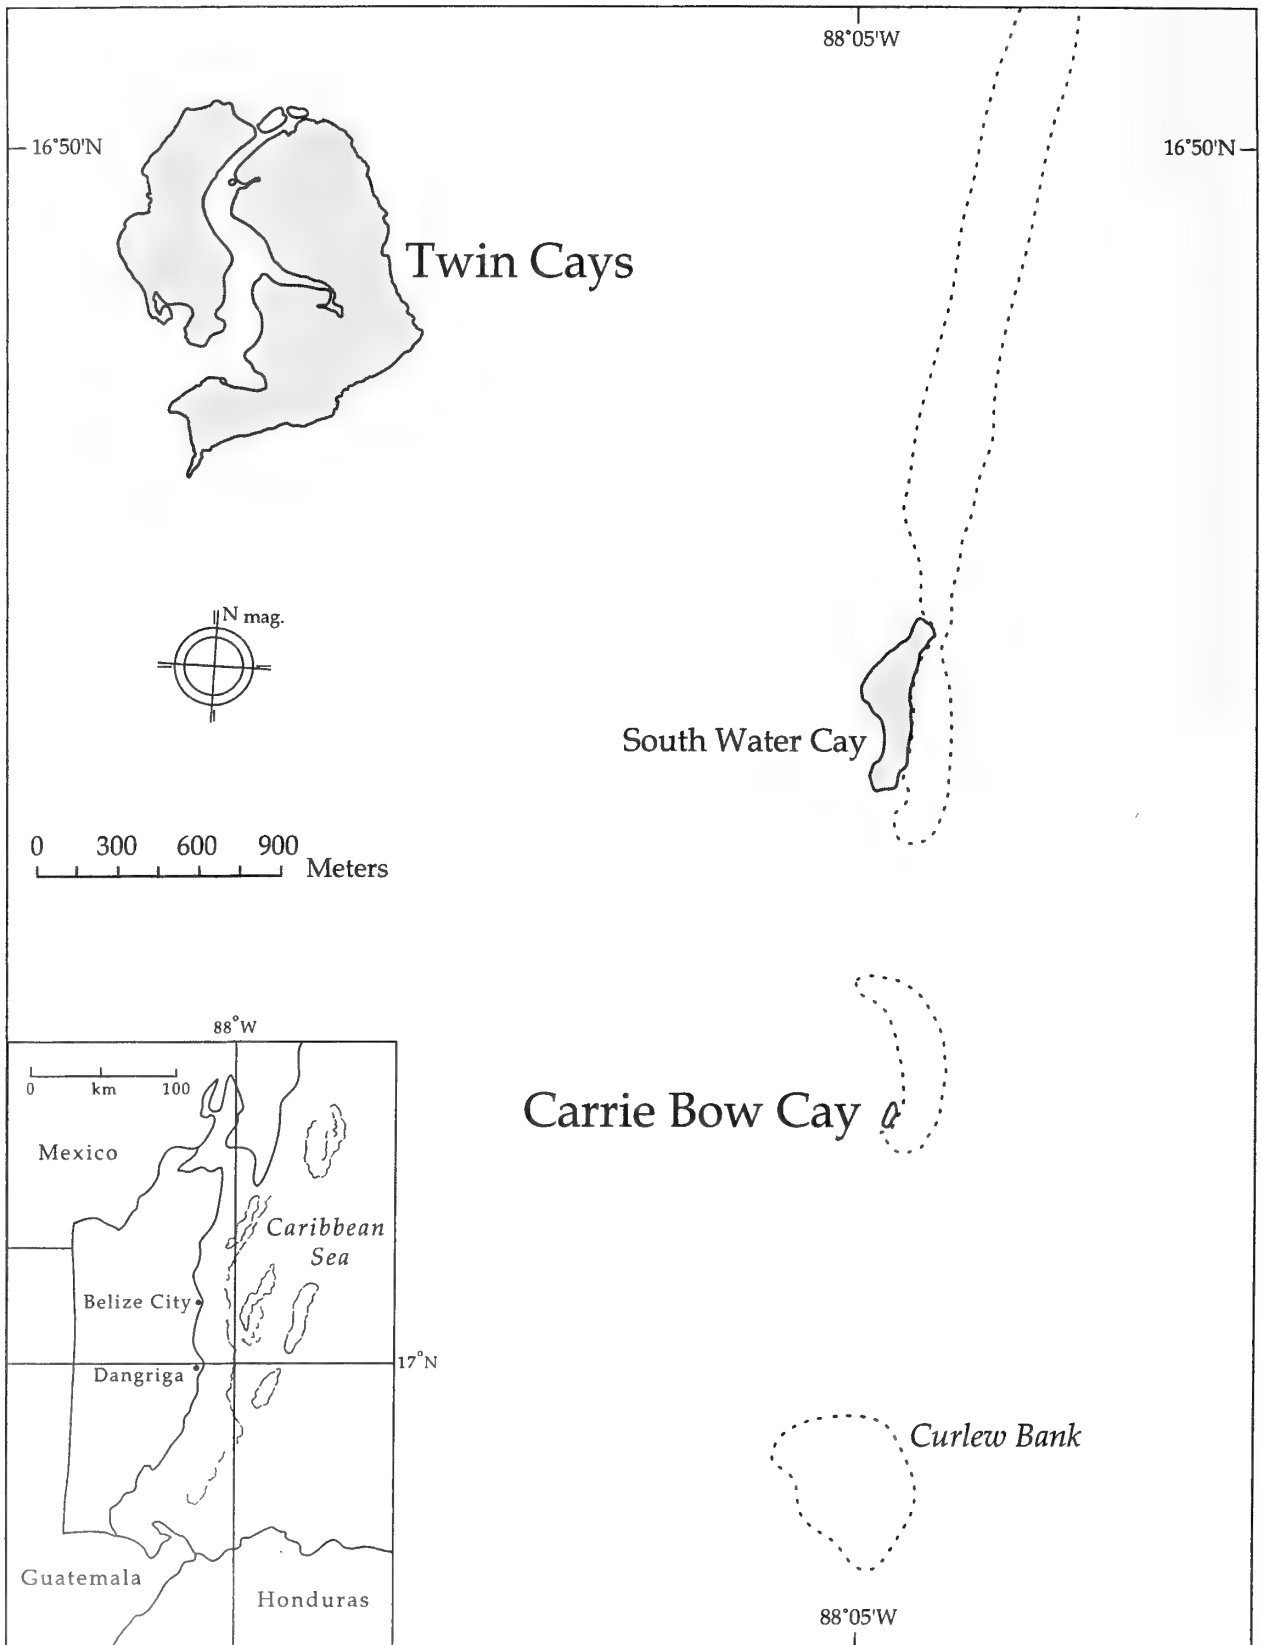 88°05'W
16°50'N
16°50'N
Twin Cays
N mag.
South Water Cay
0 300 600 900
Meters
88°W
0 km 100
Carrie Bow Cay
Mexico
Caribbean
Sea
Belize City
17°N
Dangriga
Curlew Bank
Guatemala
Honduras
88°05'W